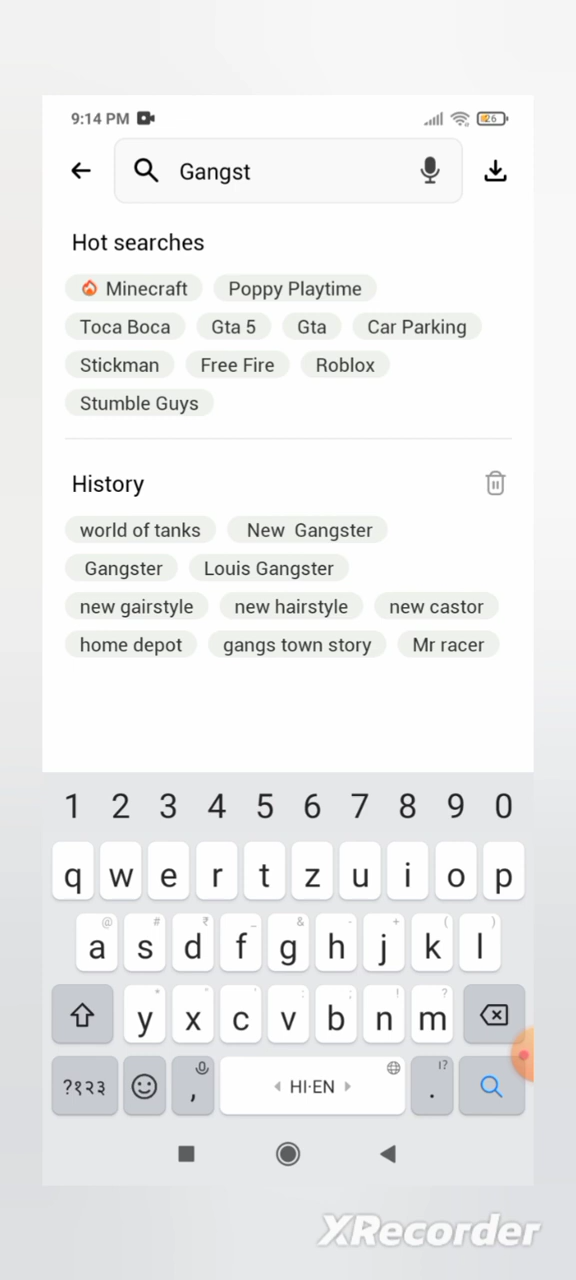 9:14 PM 26
Gangst
Hot searches
Minecraft Poppy Playtime
Toca Boca Gta 5 Gta Car Parking
Stickman Free Fire Roblox
Stumble Guys
History
world of tanks New Gangster
Gangster Louis Gangster
new gairstyle new hairstyle new castor
home depot gangs town story Mr racer
1 2 3 4 5 6 7 8 9 0
q w e r t z u i o p
@ # ₹ _ & - + ( )
a s d f g h j k l
* " ' : ; ! ?
y x c v b n m
।?
?१२३ , HI·EN .
XRecorder